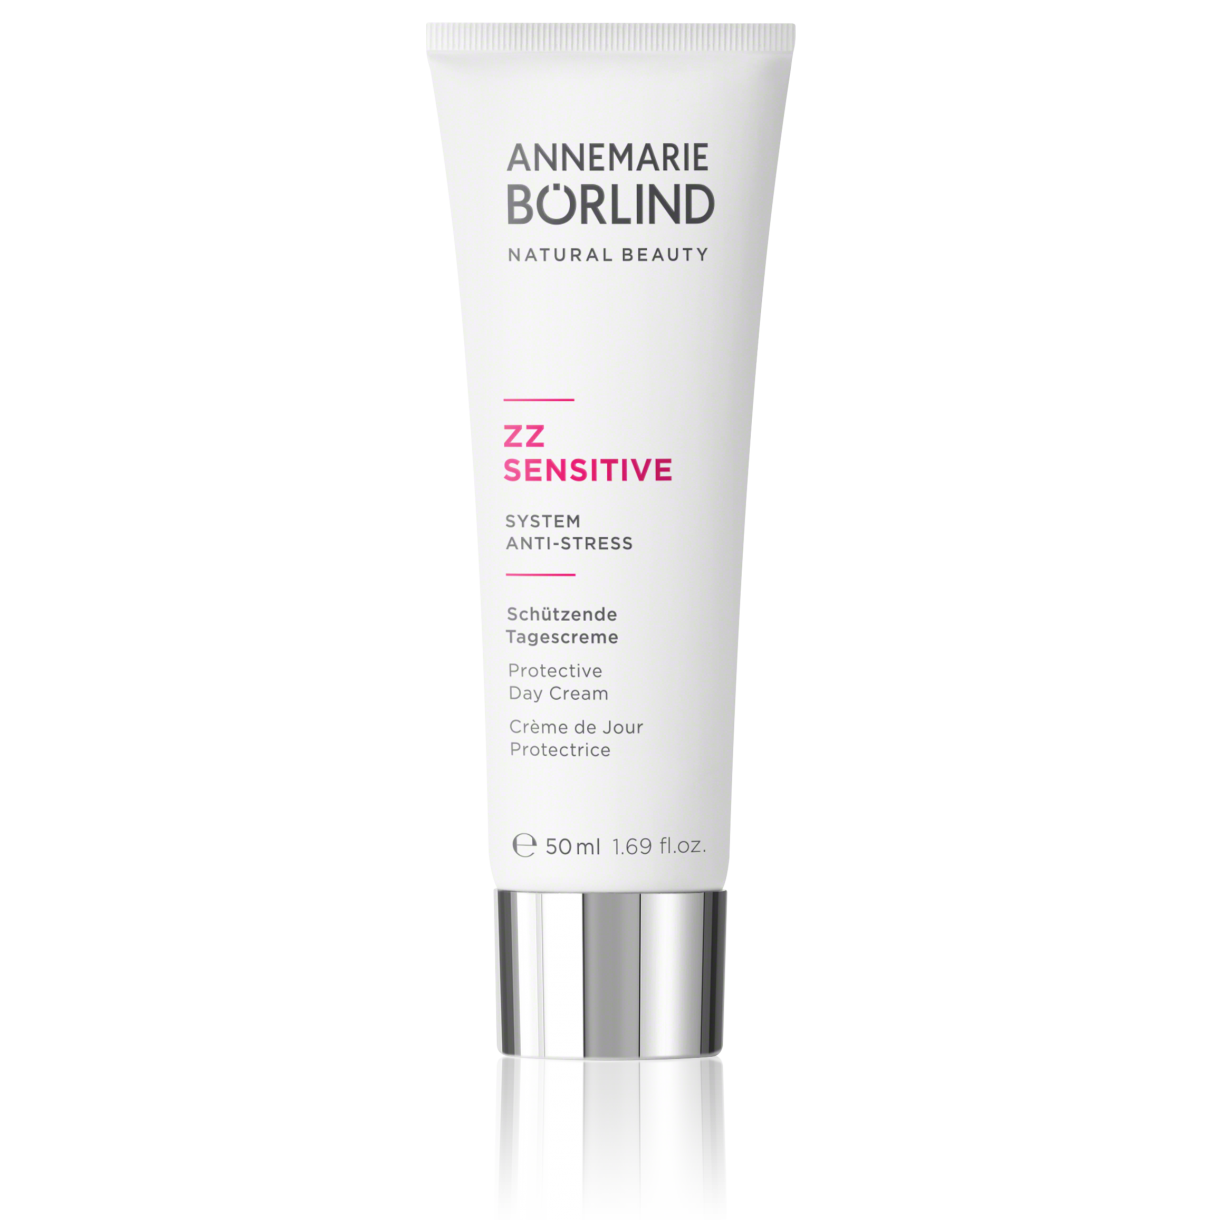 ANNEMARIE
BÖRLIND
NATURAL BEAUTY
ZZ
SENSITIVE
SYSTEM
ANTI-STRESS
Schützende
Tagescreme
Protective
Day Cream
Crème de Jour
Protectrice
℮ 50 ml 1.69 fl.oz.